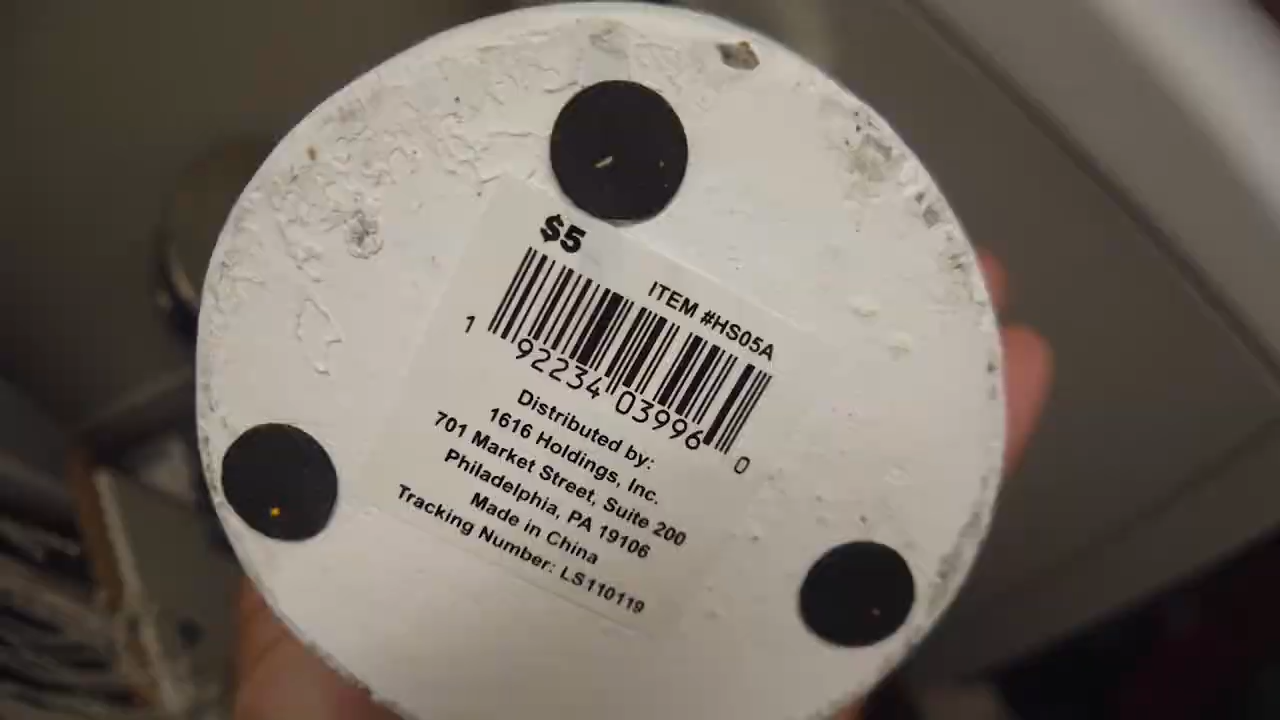 $5
ITEM #HS05A
1 92234 03996 0
Distributed by:
1616 Holdings, Inc.
701 Market Street, Suite 200
Philadelphia, PA 19106
Made in China
Tracking Number: LS110119